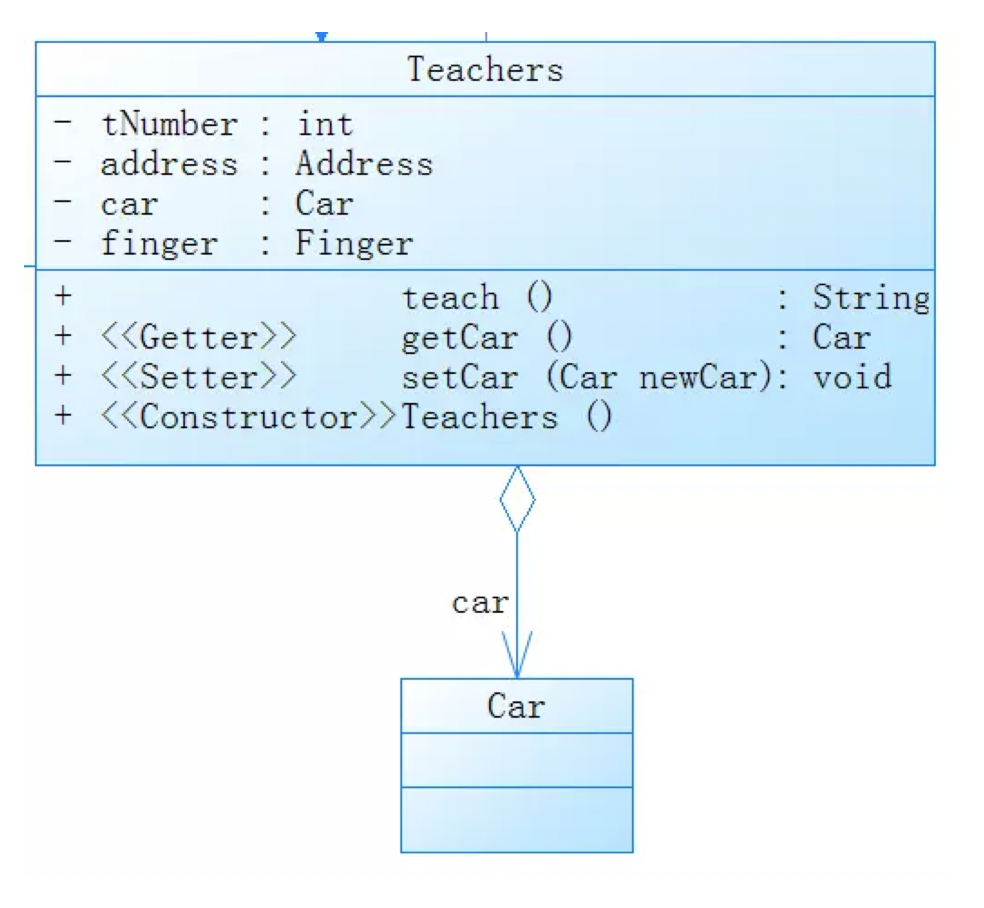 Teachers
- tNumber : int
- address : Address
- car : Car
- finger : Finger
+ teach () : String
+ <<Getter>> getCar () : Car
+ <<Setter>> setCar (Car newCar): void
+ <<Constructor>>Teachers ()
car
Car